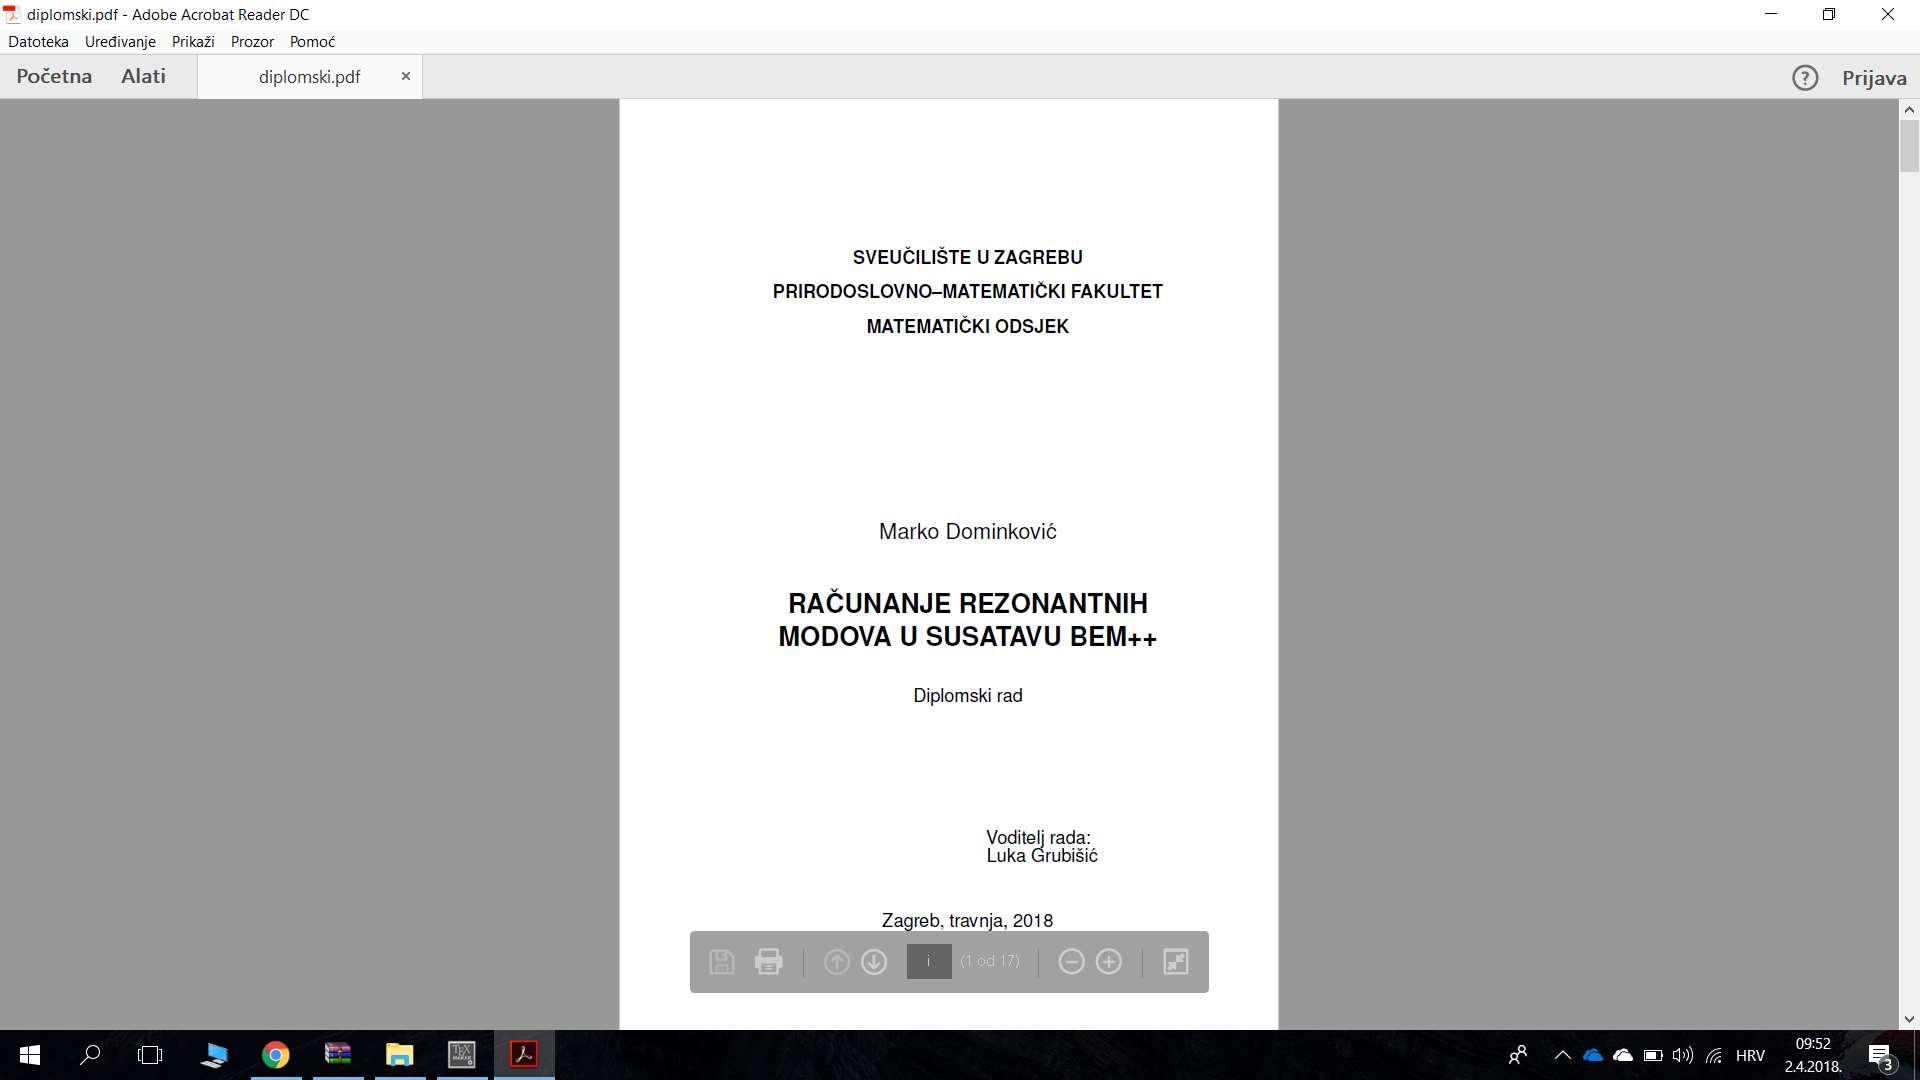 diplomski.pdf - Adobe Acrobat Reader DC
Datoteka Uređivanje Prikaži Prozor Pomoć
Početna Alati diplomski.pdf × ? Prijava
SVEUČILIŠTE U ZAGREBU
PRIRODOSLOVNO–MATEMATIČKI FAKULTET
MATEMATIČKI ODSJEK
Marko Dominković
RAČUNANJE REZONANTNIH
MODOVA U SUSATAVU BEM++
Diplomski rad
Voditelj rada:
Luka Grubišić
Zagreb, travnja, 2018
i (1 od 17)
TEX
MAKER
HRV
09:52
2.4.2018.
3